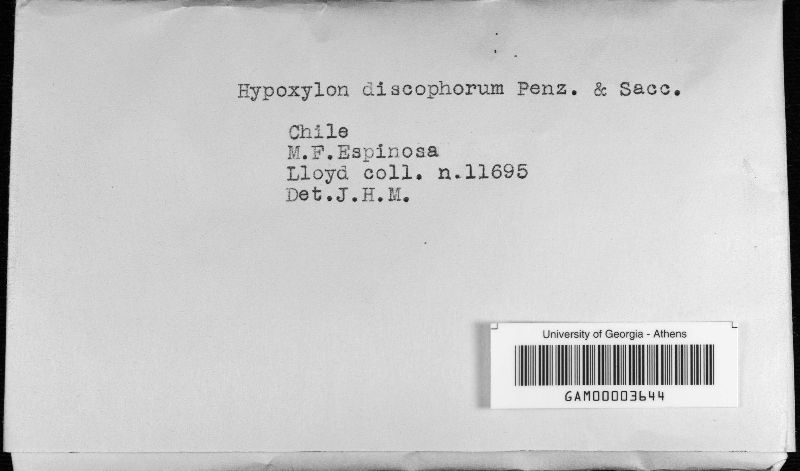 Hypoxylon discophorum Penz. & Sacc.
Chile
M.F.Espinosa
Lloyd coll. n.11695
Det.J.H.M.
University of Georgia - Athens
GAM00003644